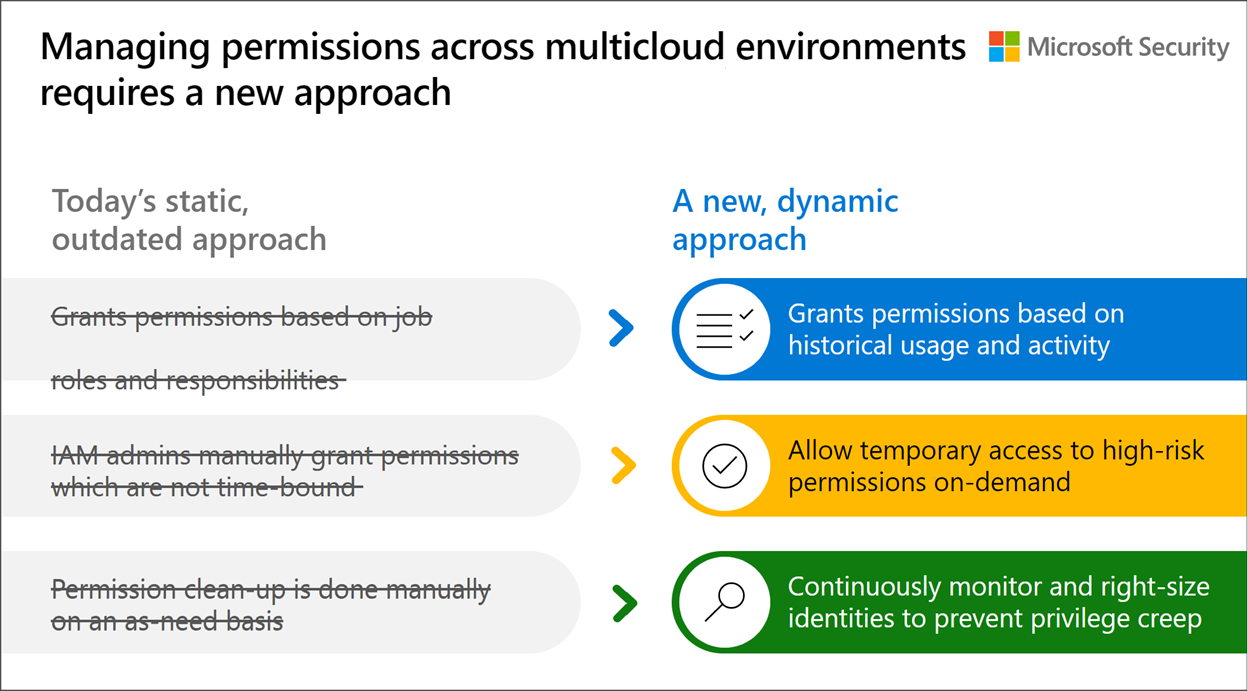 Managing permissions across multicloud environments
requires a new approach
Microsoft Security
Today's static,
outdated approach
A new, dynamic
approach
Grants permissions based on job
roles and responsibilities
Grants permissions based on
historical usage and activity
IAM admins manually grant permissions
which are not time-bound
Allow temporary access to high-risk
permissions on-demand
Permission clean-up is done manually
on an as-need basis
Continuously monitor and right-size
identities to prevent privilege creep